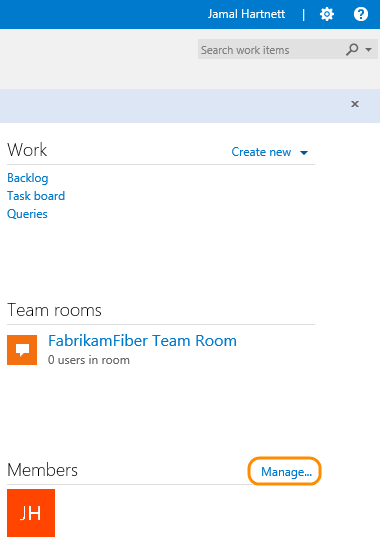 Jamal Hartnett
Search work items
Work
Create new
Backlog
Task board
Queries
Team rooms
FabrikamFiber Team Room
0 users in room
Members
Manage...
JH